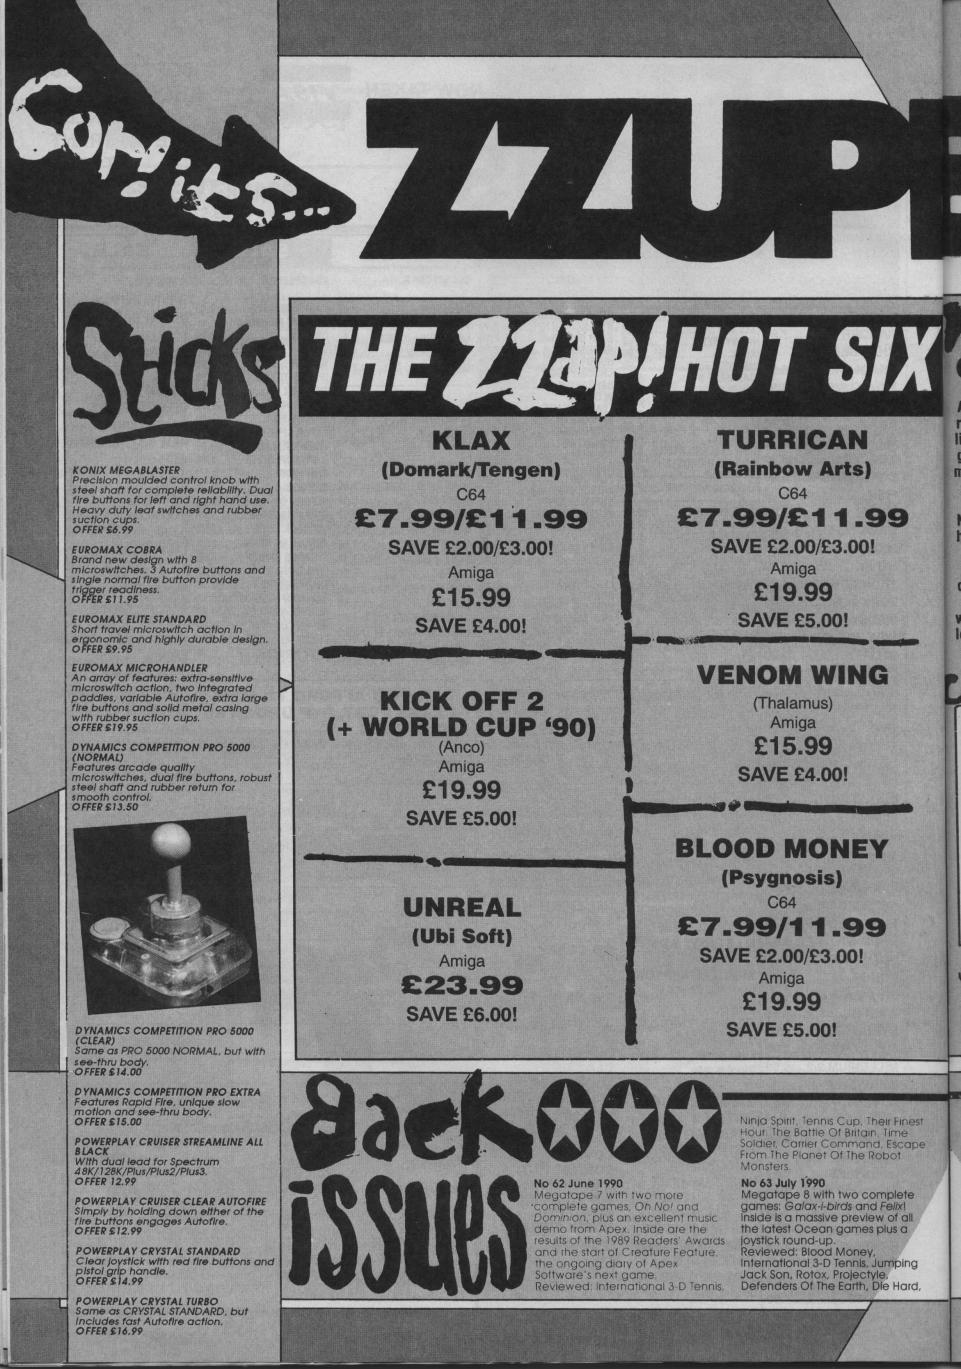 Comp!its...
ZZUPE
Sticks
KONIX MEGABLASTER
Precision moulded control knob with
steel shaft for complete reliability. Dual
fire buttons for left and right hand use.
Heavy duty leaf switches and rubber
suction cups.
OFFER £6.99
EUROMAX COBRA
Brand new design with 8
microswitches. 3 Autofire buttons and
single normal fire button provide
trigger readiness.
OFFER £11.95
EUROMAX ELITE STANDARD
Short travel microswitch action in
ergonomic and highly durable design.
OFFER £9.95
EUROMAX MICROHANDLER
An array of features: extra-sensitive
microswitch action, two integrated
paddles, variable Autofire, extra large
fire buttons and solid metal casing
with rubber suction cups.
OFFER £19.95
DYNAMICS COMPETITION PRO 5000
(NORMAL)
Features arcade quality
microswitches, dual fire buttons, robust
steel shaft and rubber return for
smooth control.
OFFER £13.50
DYNAMICS COMPETITION PRO 5000
(CLEAR)
Same as PRO 5000 NORMAL, but with
see-thru body.
OFFER £14.00
DYNAMICS COMPETITION PRO EXTRA
Features Rapid Fire, unique slow
motion and see-thru body.
OFFER £15.00
POWERPLAY CRUISER STREAMLINE ALL
BLACK
With dual lead for Spectrum
48K/128K/Plus/Plus2/Plus3.
OFFER 12.99
POWERPLAY CRUISER CLEAR AUTOFIRE
Simply by holding down either of the
fire buttons engages Autofire.
OFFER £12.99
POWERPLAY CRYSTAL STANDARD
Clear joystick with red fire buttons and
pistol grip handle.
OFFER £14.99
POWERPLAY CRYSTAL TURBO
Same as CRYSTAL STANDARD, but
includes fast Autofire action.
OFFER £16.99
THE ZZap! HOT SIX
KLAX
(Domark/Tengen)
C64
£7.99/£11.99
SAVE £2.00/£3.00!
Amiga
£15.99
SAVE £4.00!
KICK OFF 2
(+ WORLD CUP ‘90)
(Anco)
Amiga
£19.99
SAVE £5.00!
UNREAL
(Ubi Soft)
Amiga
£23.99
SAVE £6.00!
TURRICAN
(Rainbow Arts)
C64
£7.99/£11.99
SAVE £2.00/£3.00!
Amiga
£19.99
SAVE £5.00!
VENOM WING
(Thalamus)
Amiga
£15.99
SAVE £4.00!
BLOOD MONEY
(Psygnosis)
C64
£7.99/11.99
SAVE £2.00/£3.00!
Amiga
£19.99
SAVE £5.00!
Back
issues
No 62 June 1990
Megatape 7 with two more
complete games, Oh No! and
Dominion, plus an excellent music
demo from Apex. Inside are the
results of the 1989 Readers' Awards
and the start of Creature Feature,
the ongoing diary of Apex
Software's next game.
Reviewed: International 3-D Tennis,
Ninja Spirit, Tennis Cup, Their Finest
Hour: The Battle Of Britain, Time
Soldier, Carrier Command, Escape
From The Planet Of The Robot
Monsters.
No 63 July 1990
Megatape 8 with two complete
games: Galax-i-birds and Felix!
Inside is a massive preview of all
the latest Ocean games plus a
joystick round-up.
Reviewed: Blood Money,
International 3-D Tennis, Jumping
Jack Son, Rotox, Projectyle,
Defenders Of The Earth, Die Hard,